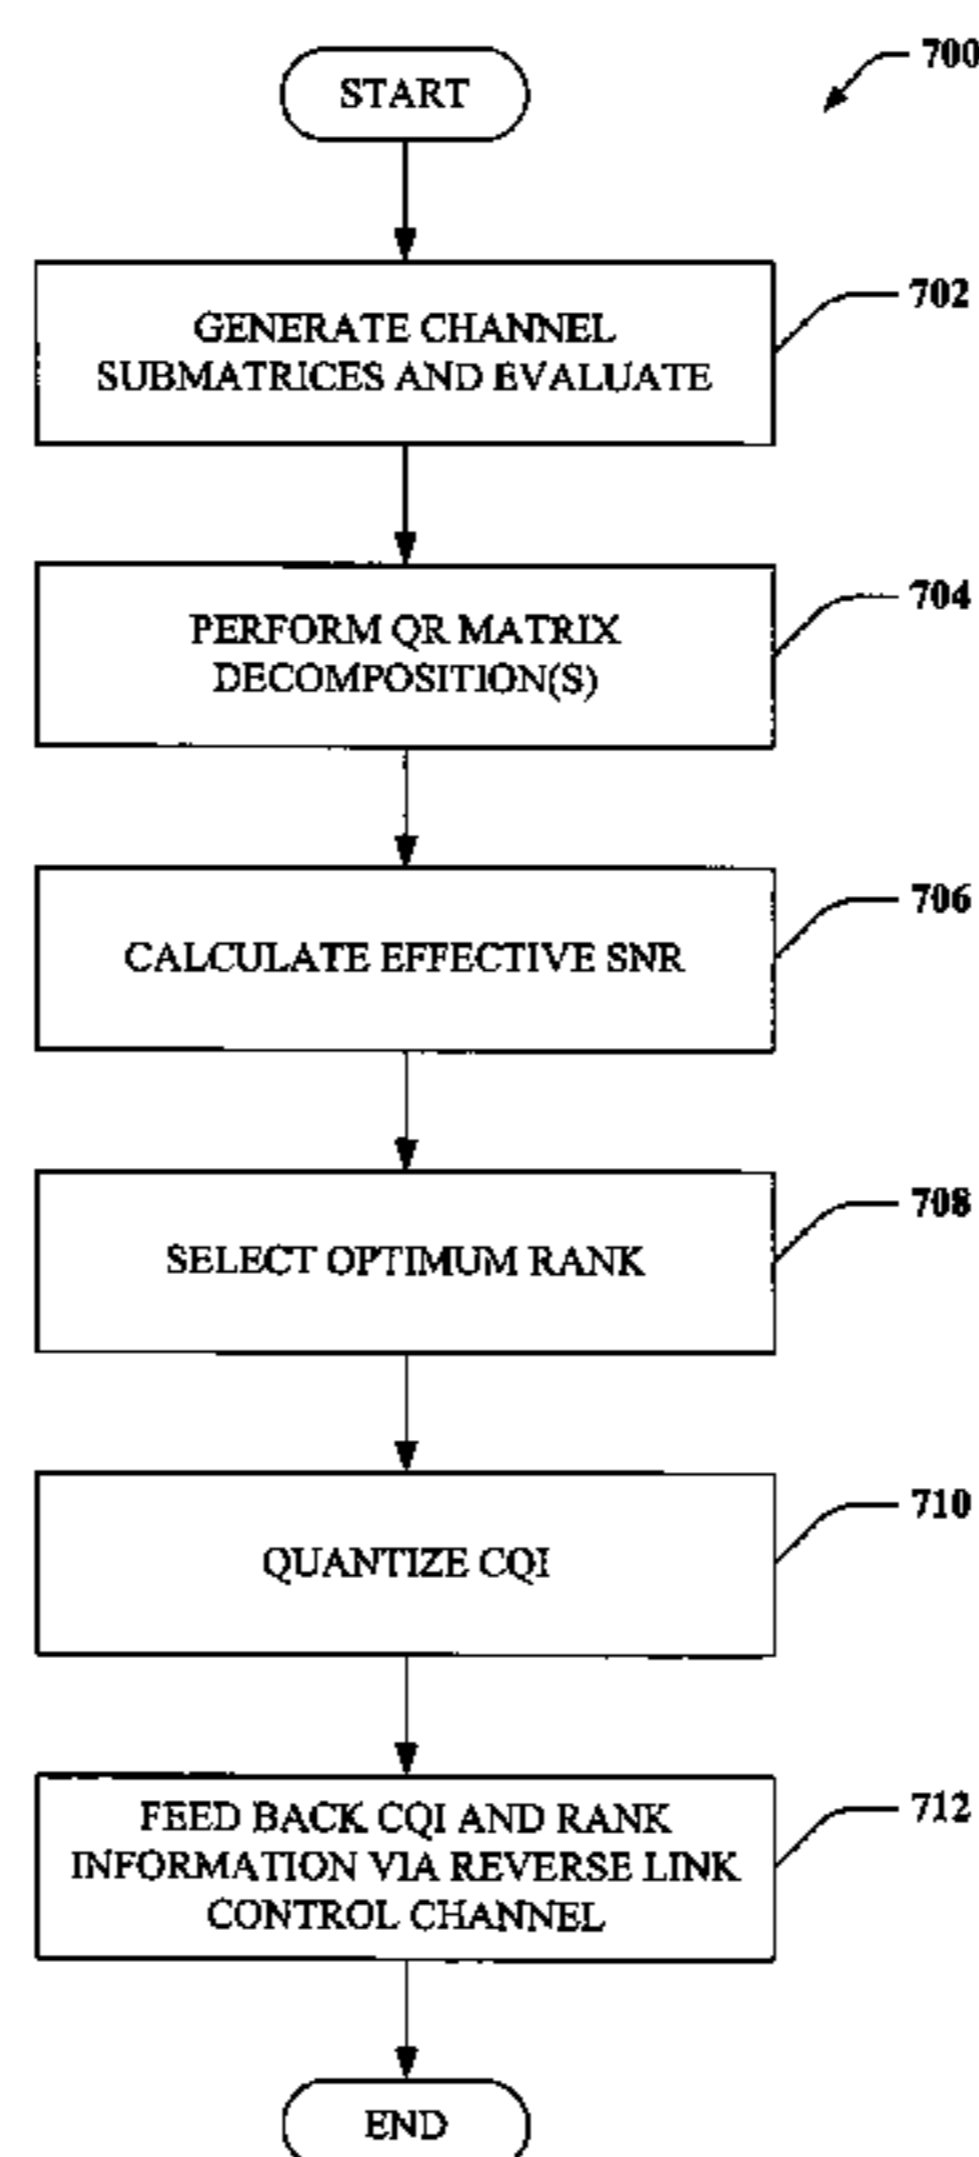 700
START
702
GENERATE CHANNEL
SUBMATRICES AND EVALUATE
704
PERFORM QR MATRIX
DECOMPOSITION(S)
706
CALCULATE EFFECTIVE SNR
708
SELECT OPTIMUM RANK
710
QUANTIZE CQI
712
FEED BACK CQI AND RANK
INFORMATION VIA REVERSE LINK
CONTROL CHANNEL
END